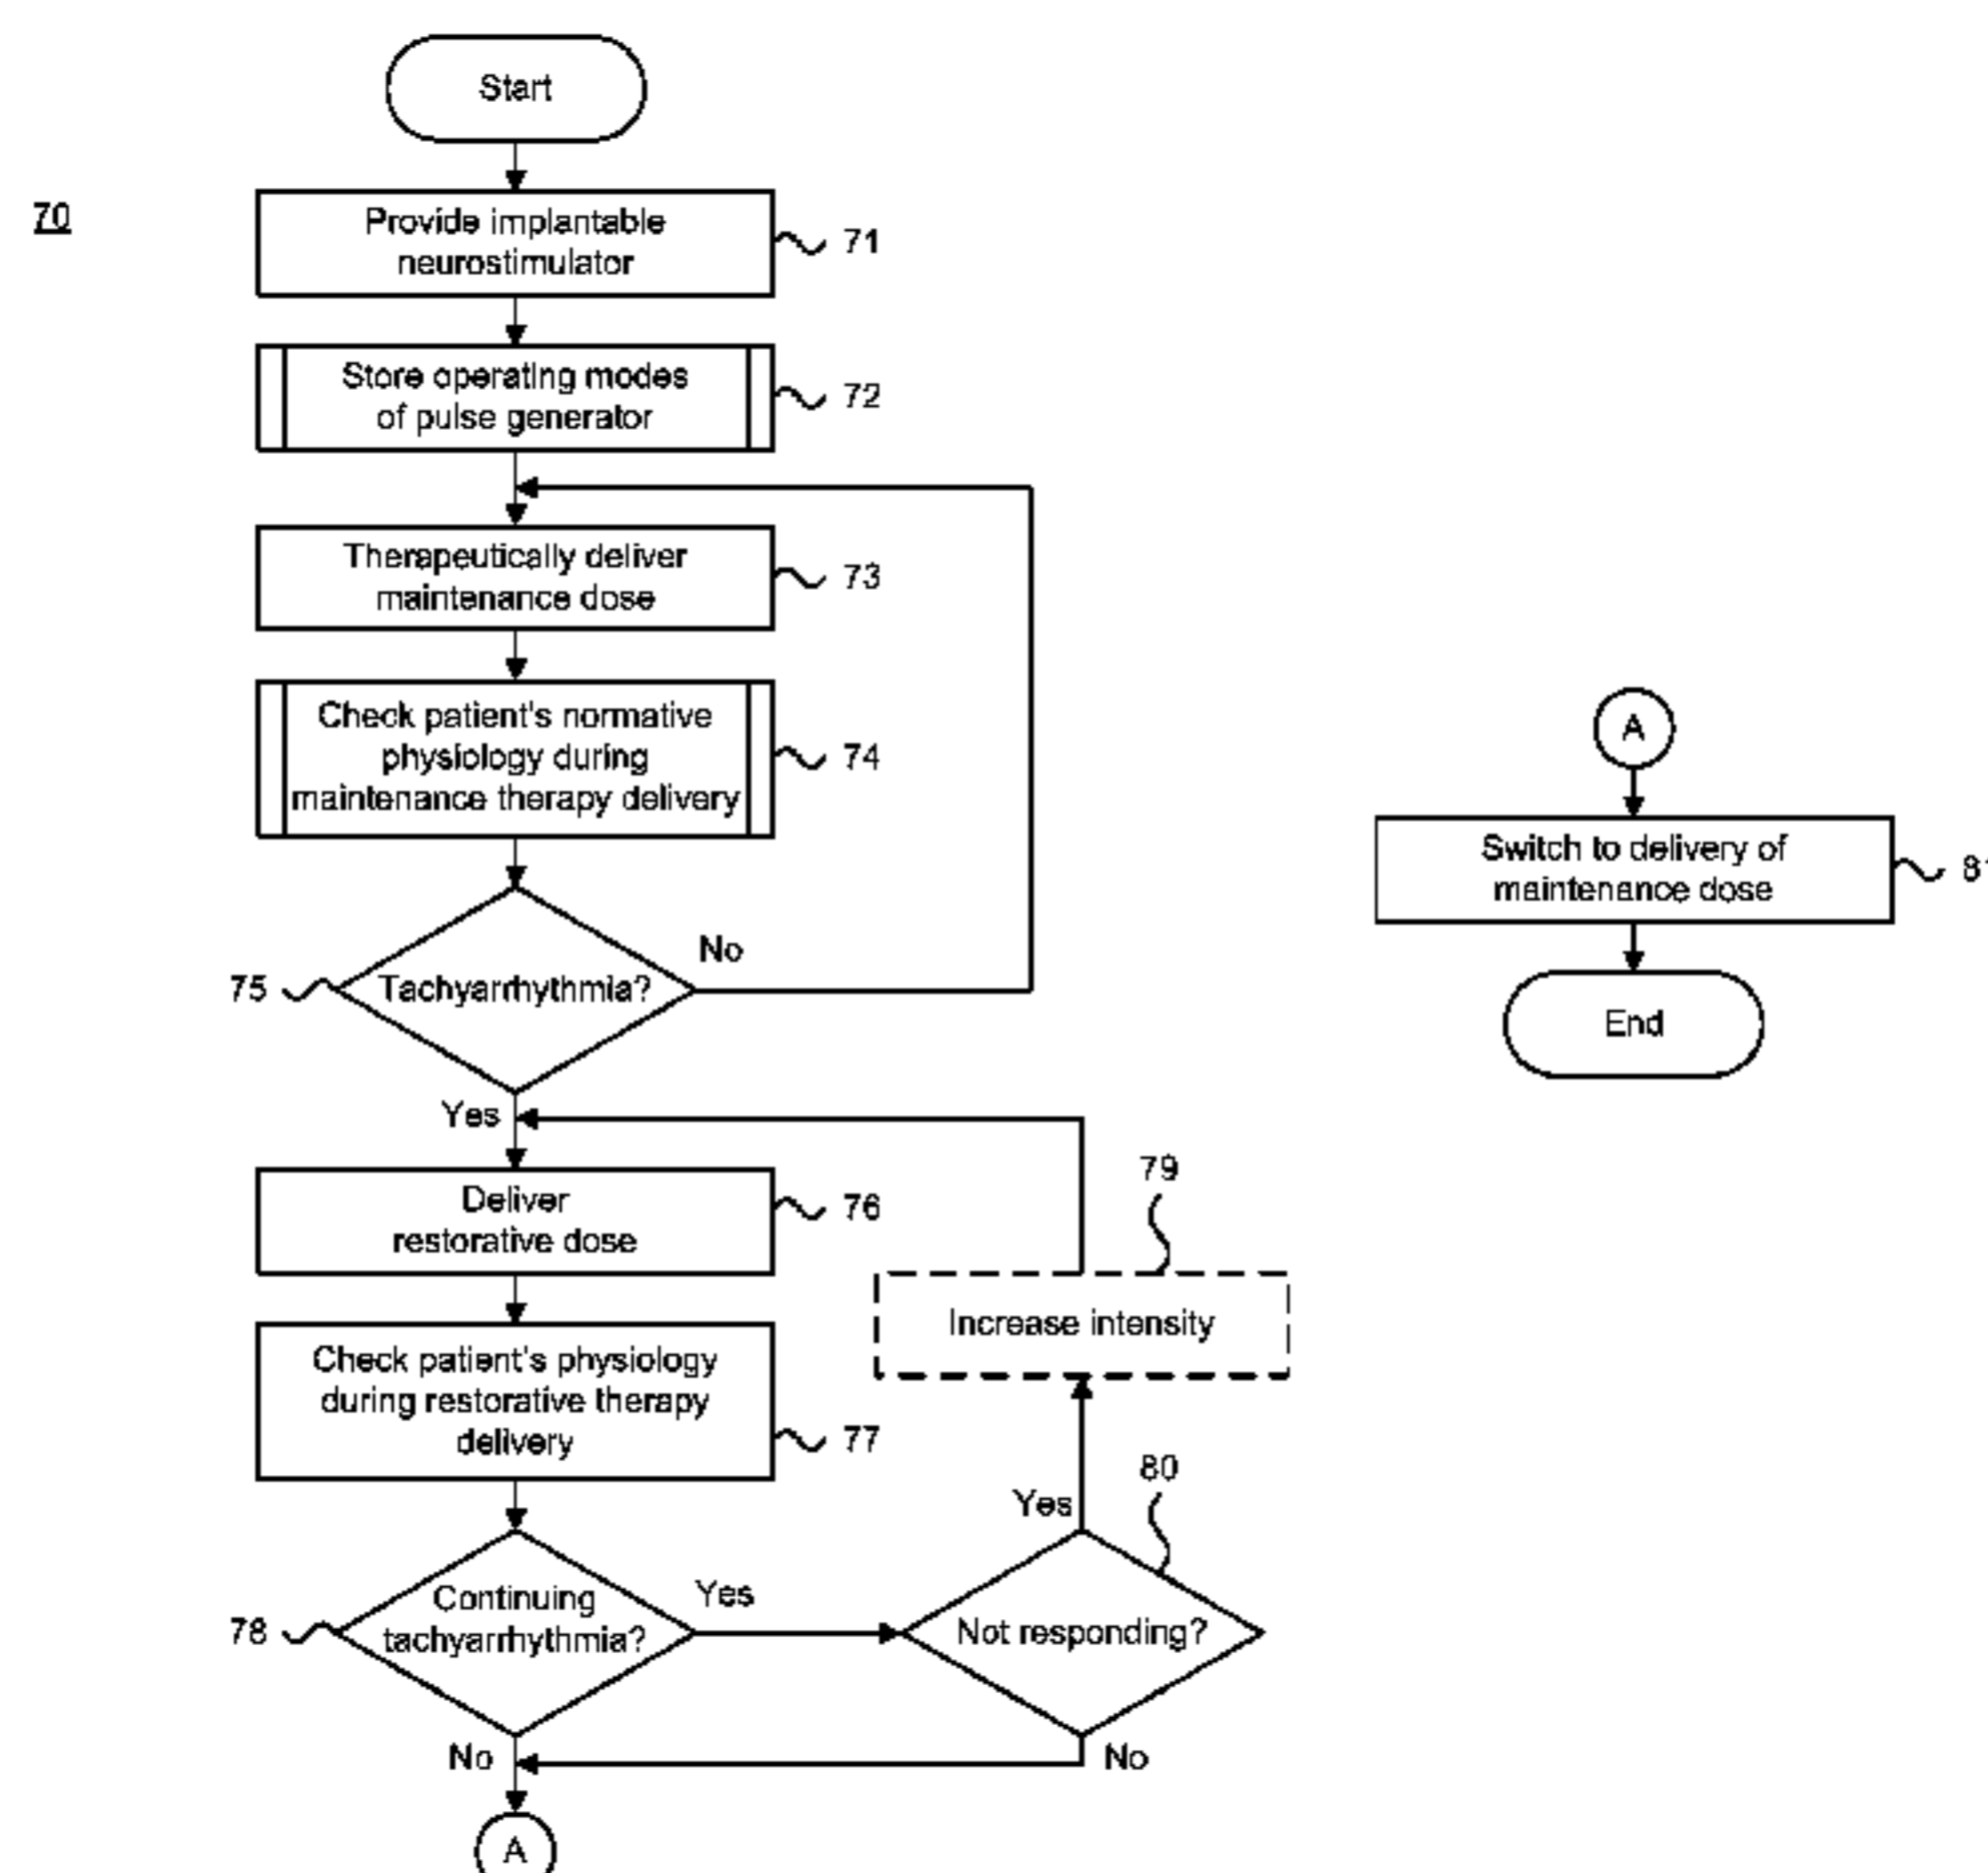 Start
70
Provide implantable
neurostimulator
71
Store operating modes
of pulse generator
72
Therapeutically deliver
maintenance dose
73
Check patient's normative
physiology during
maintenance therapy delivery
74
No
75
Tachyarrhythmia?
Yes
Deliver
restorative dose
76
79
Increase intensity
Check patient's physiology
during restorative therapy
delivery
77
80
Yes
Continuing
tachyarrhythmia?
78
Yes
Not responding?
No
No
A
A
Switch to delivery of
maintenance dose
81
End